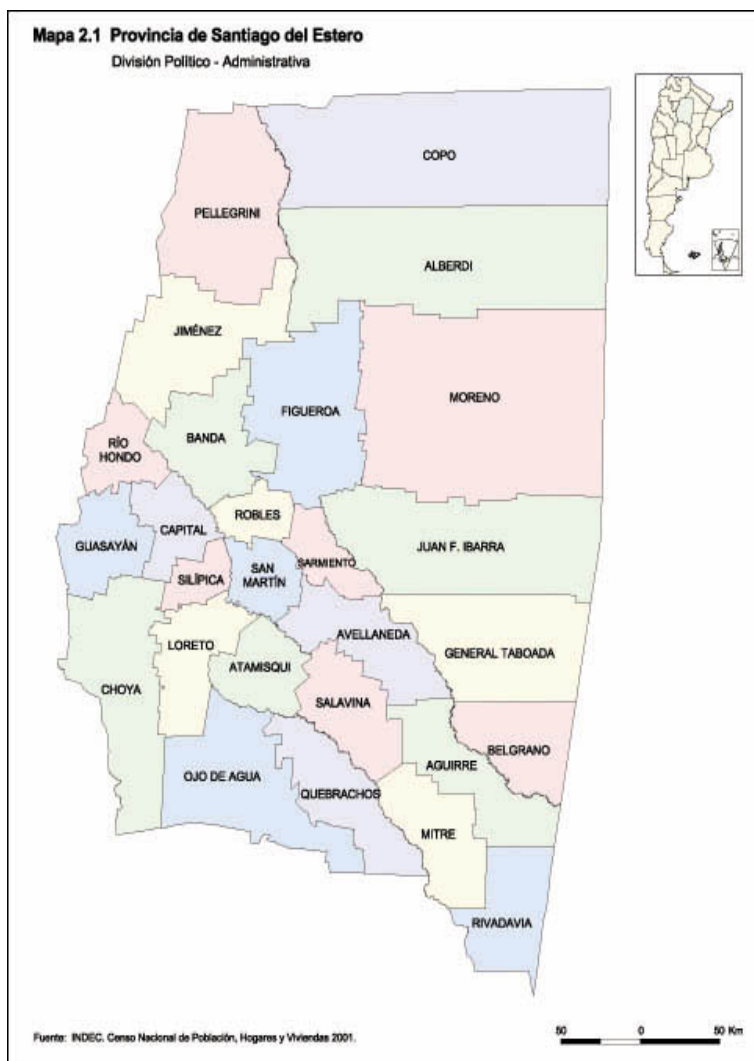 Mapa 2.1 Provincia de Santiago del Estero
División Político - Administrativa
COPO
PELLEGRINI
ALBERDI
JIMÉNEZ
MORENO
FIGUEROA
BANDA
RÍO
HONDO
ROBLES
CAPITAL
GUASAYÁN
JUAN F. IBARRA
SARMIENTO
SAN
MARTÍN
SILÍPICA
AVELLANEDA
LORETO
GENERAL TABOADA
ATAMISQUI
CHOYA
SALAVINA
BELGRANO
AGUIRRE
OJO DE AGUA
QUEBRACHOS
MITRE
RIVADAVIA
Fuente: INDEC. Censo Nacional de Población, Hogares y Viviendas 2001.
50 0 50 Km